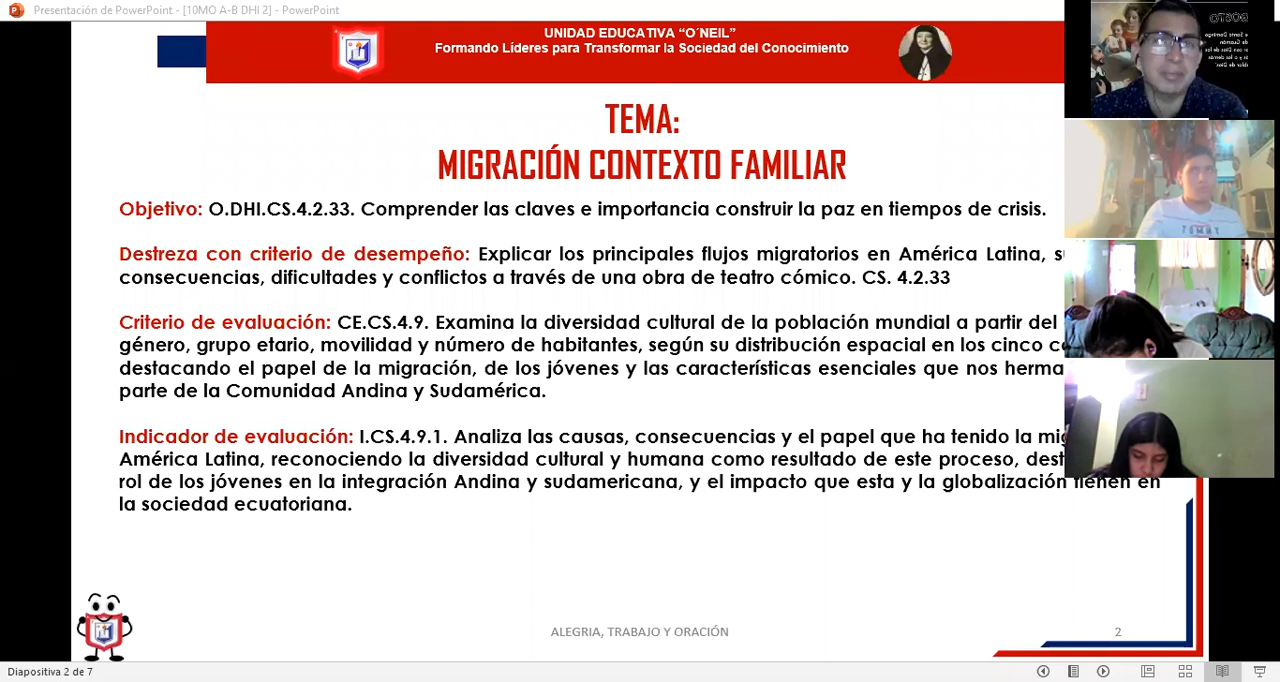 Presentación de PowerPoint - [10MO A-B DHI 2] - PowerPoint
UNIDAD EDUCATIVA “O´NEIL”
Formando Líderes para Transformar la Sociedad del Conocimiento
TEMA:
MIGRACIÓN CONTEXTO FAMILIAR
Objetivo: O.DHI.CS.4.2.33. Comprender las claves e importancia construir la paz en tiempos de crisis.
Destreza con criterio de desempeño: Explicar los principales flujos migratorios en América Latina,
consecuencias, dificultades y conflictos a través de una obra de teatro cómico. CS. 4.2.33
Criterio de evaluación: CE.CS.4.9. Examina la diversidad cultural de la población mundial a partir del
género, grupo etario, movilidad y número de habitantes, según su distribución espacial en los cinco
destacando el papel de la migración, de los jóvenes y las características esenciales que nos
parte de la Comunidad Andina y Sudamérica.
Indicador de evaluación: I.CS.4.9.1. Analiza las causas, consecuencias y el papel que ha tenido la
América Latina, reconociendo la diversidad cultural y humana como resultado de este proceso,
rol de los jóvenes en la integración Andina y sudamericana, y el impacto que esta y la globalización tienen en
la sociedad ecuatoriana.
ALEGRIA, TRABAJO Y ORACIÓN
2
Diapositiva 2 de 7
TOMMY